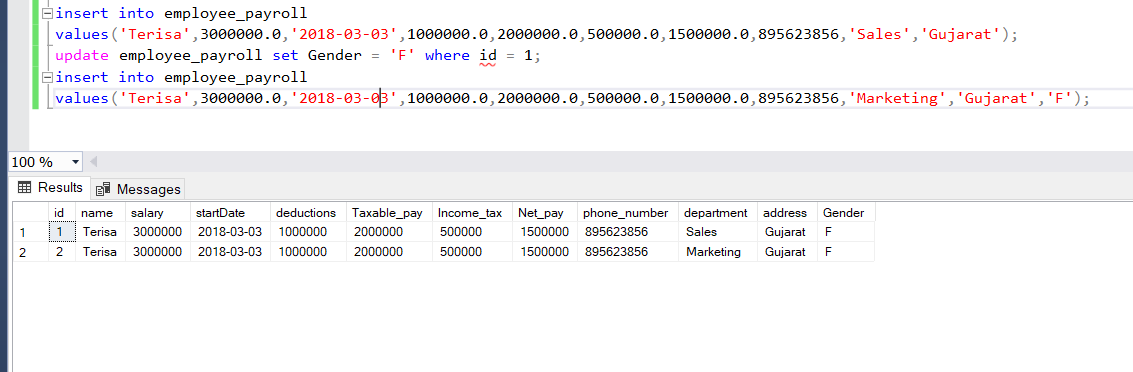 insert into employee_payroll
values('Terisa',3000000.0,'2018-03-03',1000000.0,2000000.0,500000.0,1500000.0,895623856,'Sales','Gujarat');
update employee_payroll set Gender = 'F' where id = 1;
insert into employee_payroll
values('Terisa',3000000.0,'2018-03-03',1000000.0,2000000.0,500000.0,1500000.0,895623856,'Marketing','Gujarat','F');
100 %
Results Messages
id name salary startDate deductions Taxable_pay Income_tax Net_pay phone_number department address Gender
1 1 Terisa 3000000 2018-03-03 1000000 2000000 500000 1500000 895623856 Sales Gujarat F
2 2 Terisa 3000000 2018-03-03 1000000 2000000 500000 1500000 895623856 Marketing Gujarat F